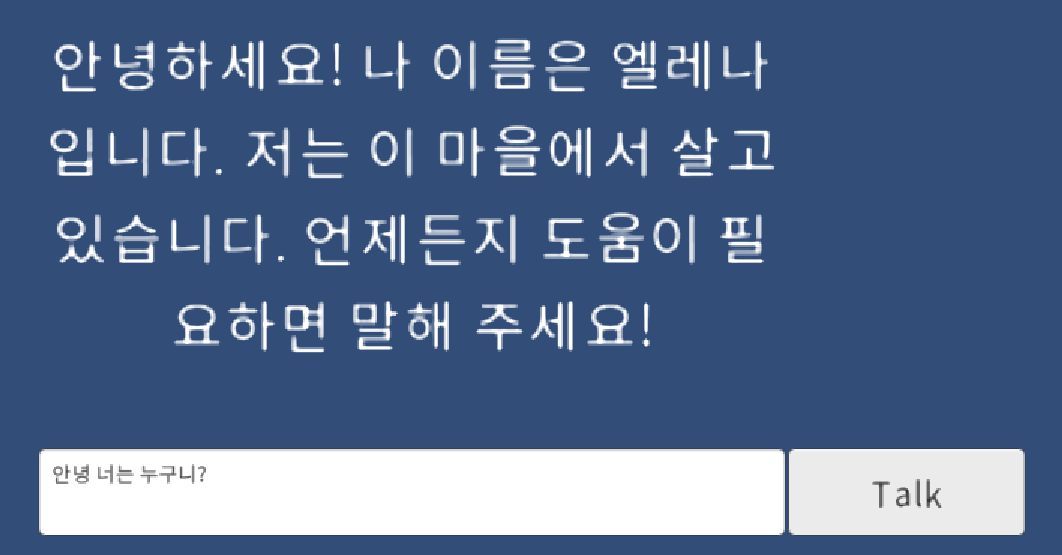 안녕하세요! 나 이름은 엘레나
입니다. 저는 이 마을에서 살고
있습니다. 언제든지 도움이 필
요하면 말해 주세요!
안녕 너는 누구니?
Talk